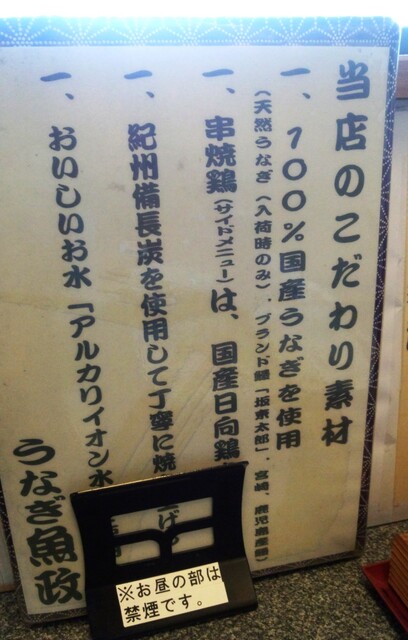 当店のこだわり素材
一、100%国産うなぎを使用
(天然うなぎ(入荷時のみ)、ブランド鰻「坂東太郎」、宮崎、鹿児島産鰻)
一、串焼鶏(サイドメニュー)は、国産日向鶏
一、紀州備長炭を使用して丁寧に焼 上げ
一、おいしいお水「アルカリイオン水
うなぎ魚政
※お昼の部は
禁煙です。